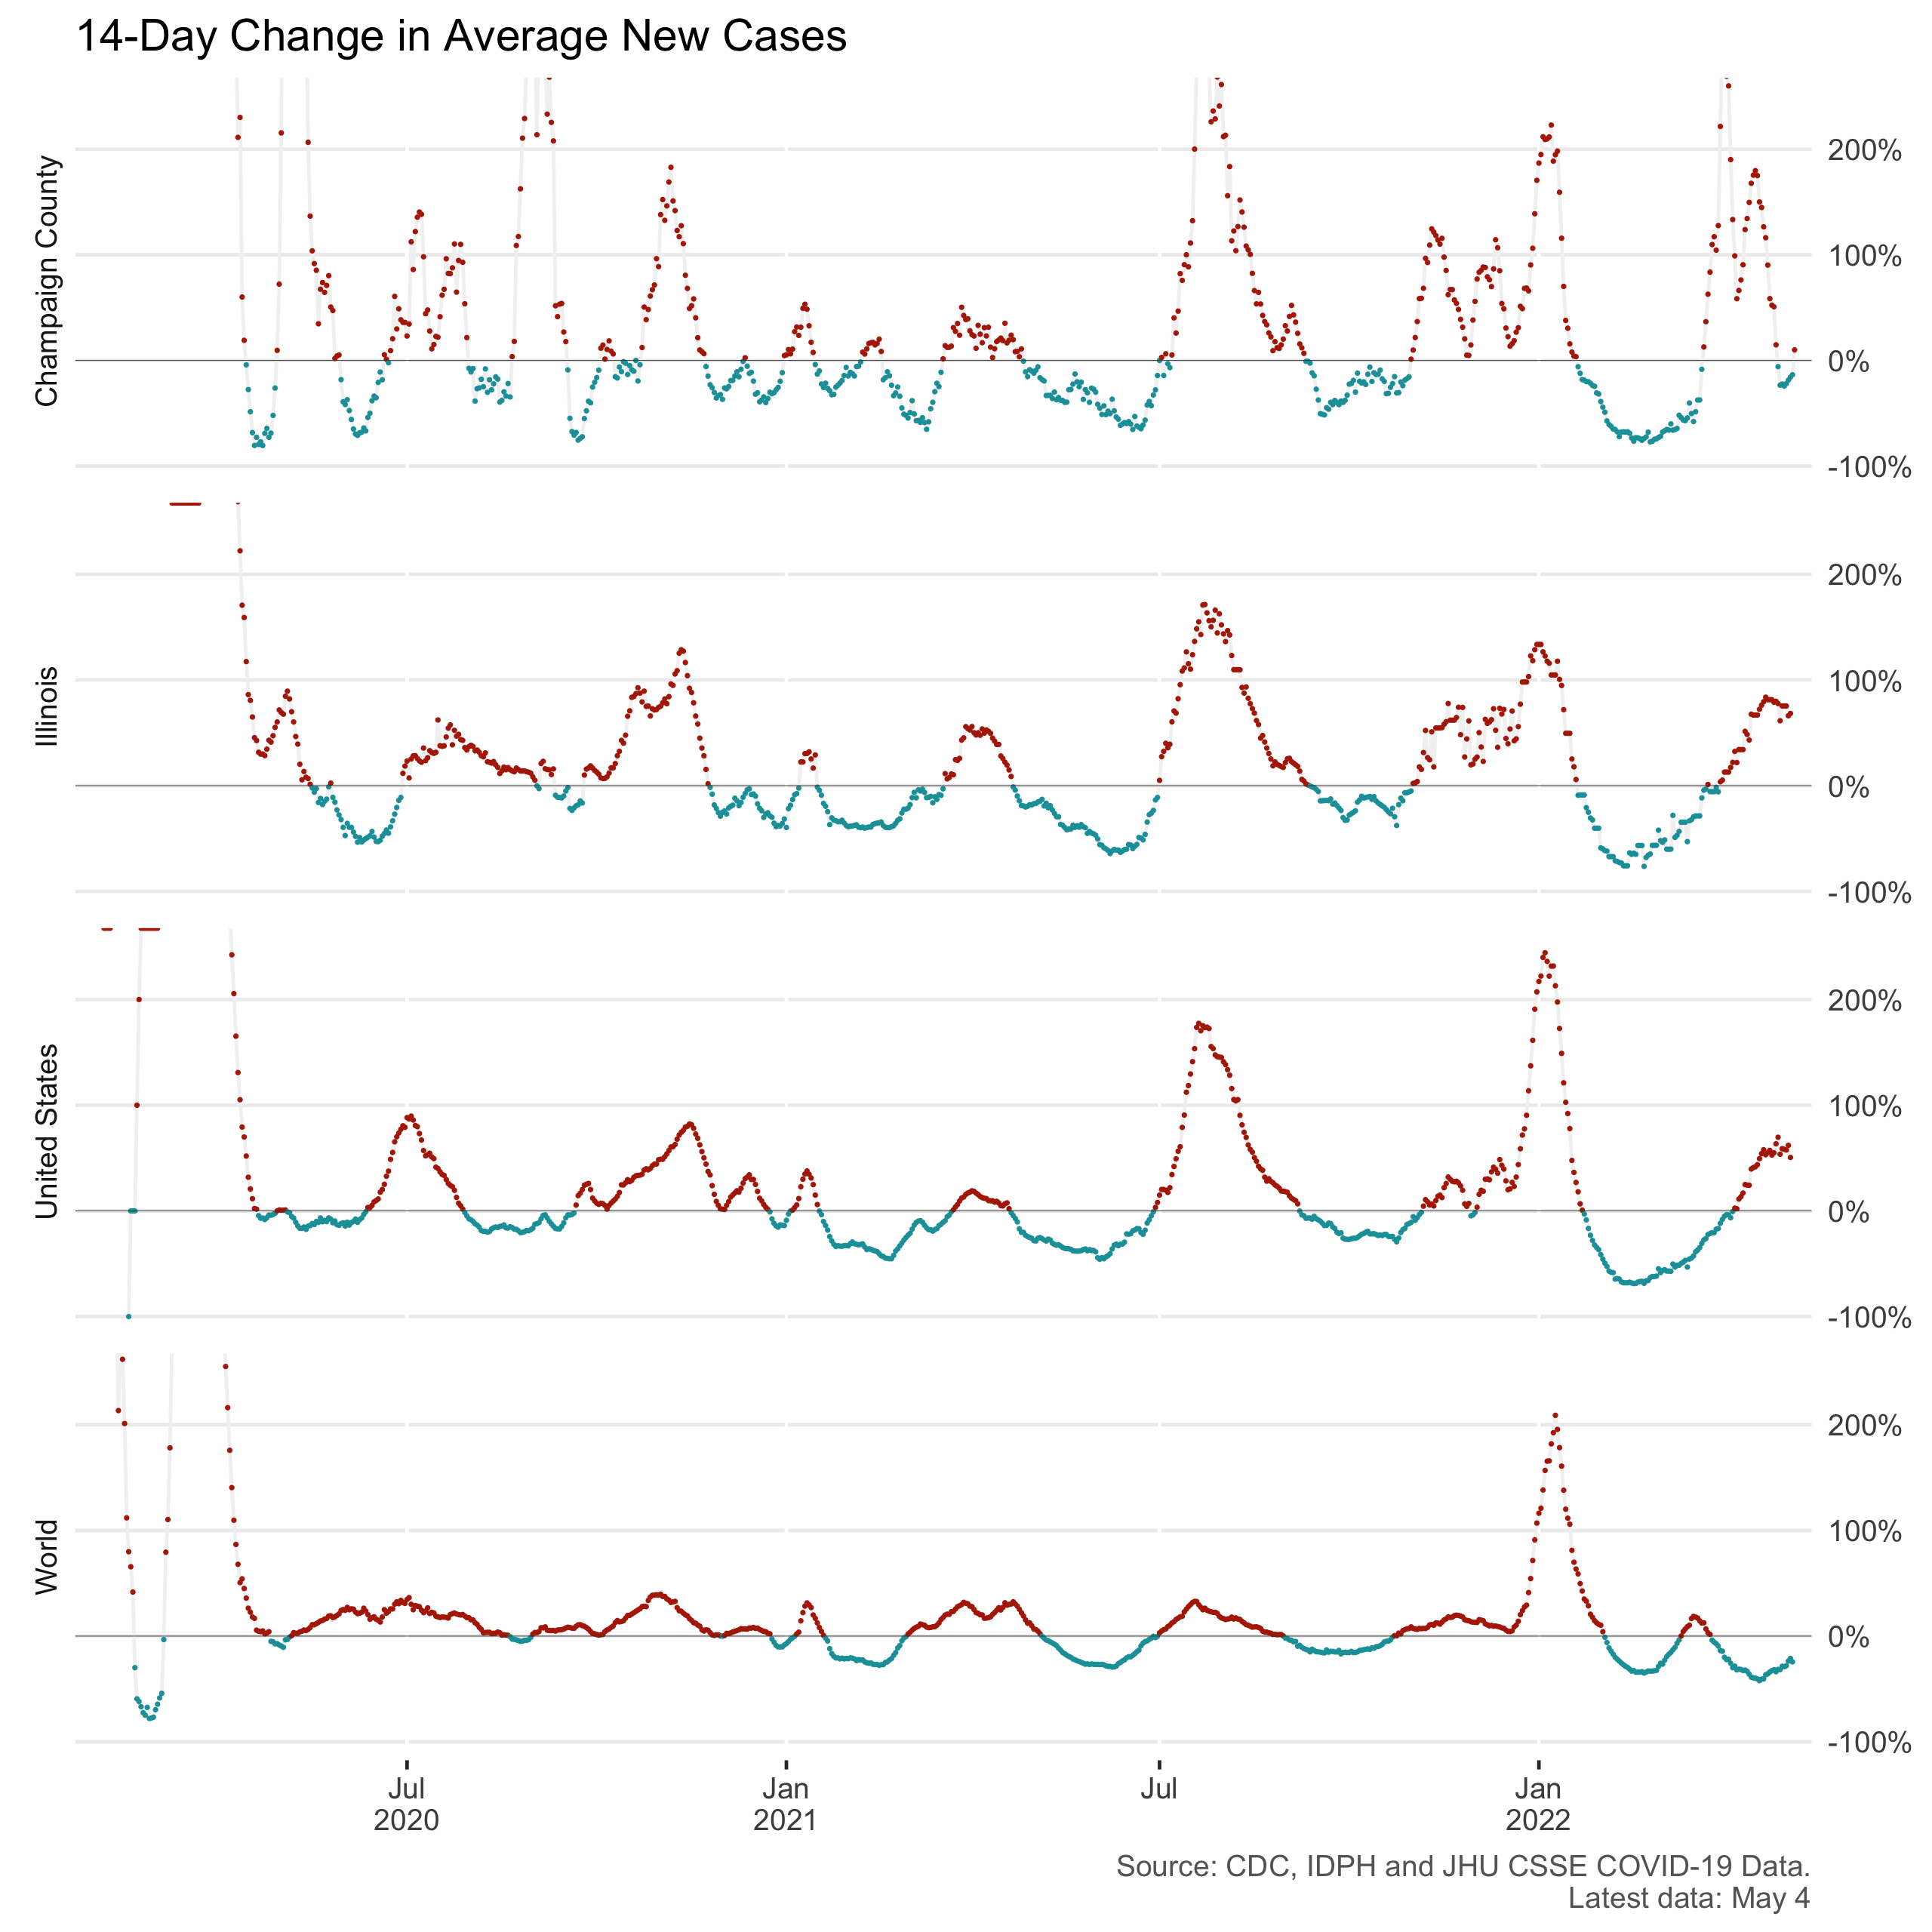 14-Day Change in Average New Cases
Champaign County
200%
100%
0%
-100%
Illinois
200%
100%
0%
-100%
United States
200%
100%
0%
-100%
World
200%
100%
0%
-100%
Jul
2020
Jan
2021
Jul
Jan
2022
Source: CDC, IDPH and JHU CSSE COVID-19 Data.
Latest data: May 4